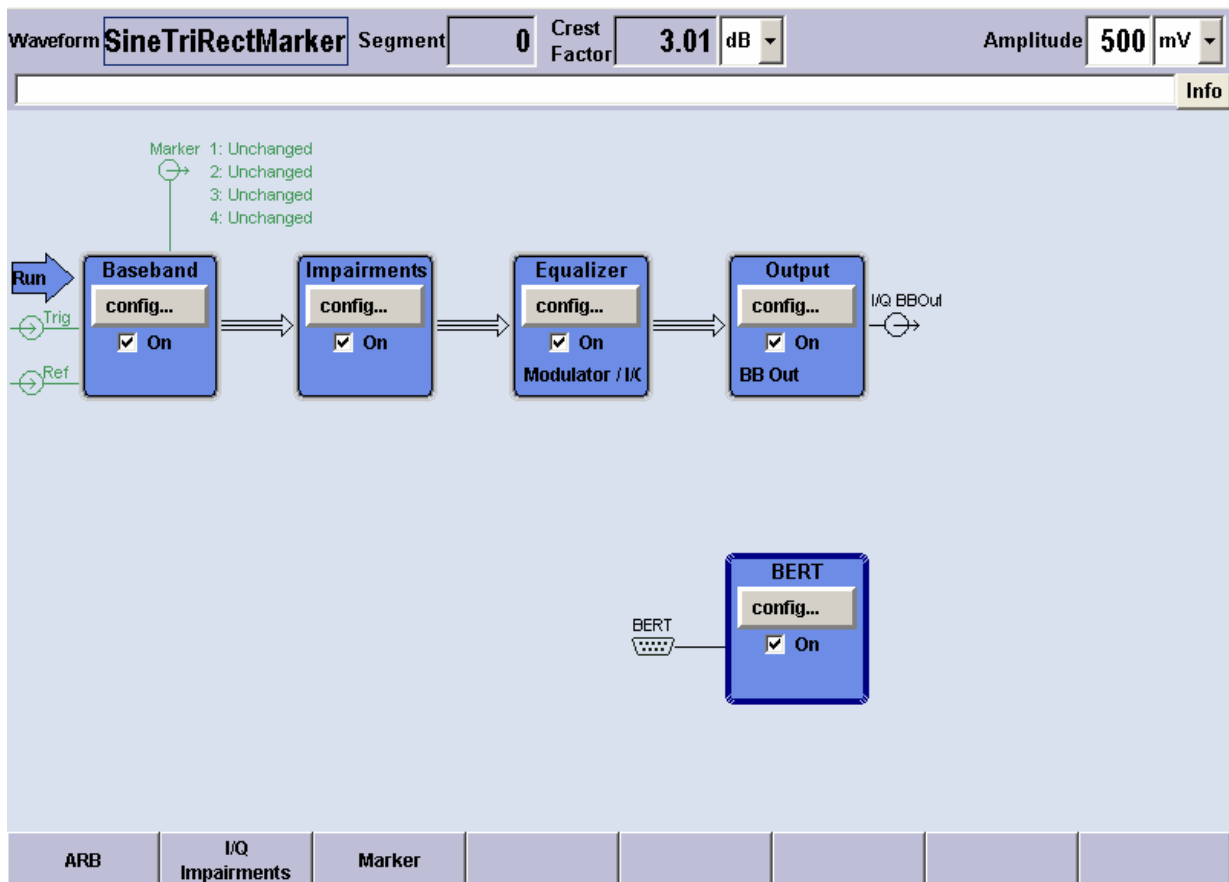 Waveform SineTriRectMarker Segment 0 Crest Factor 3.01 dB Amplitude 500 mV
Info
Marker 1: Unchanged
2: Unchanged
3: Unchanged
4: Unchanged
Run
Trig
Ref
Baseband
config...
On
Impairments
config...
On
Equalizer
config...
On
Modulator / I/(
Output
config...
On
BB Out
I/Q BBOut
BERT
BERT
config...
On
ARB
I/Q
Impairments
Marker